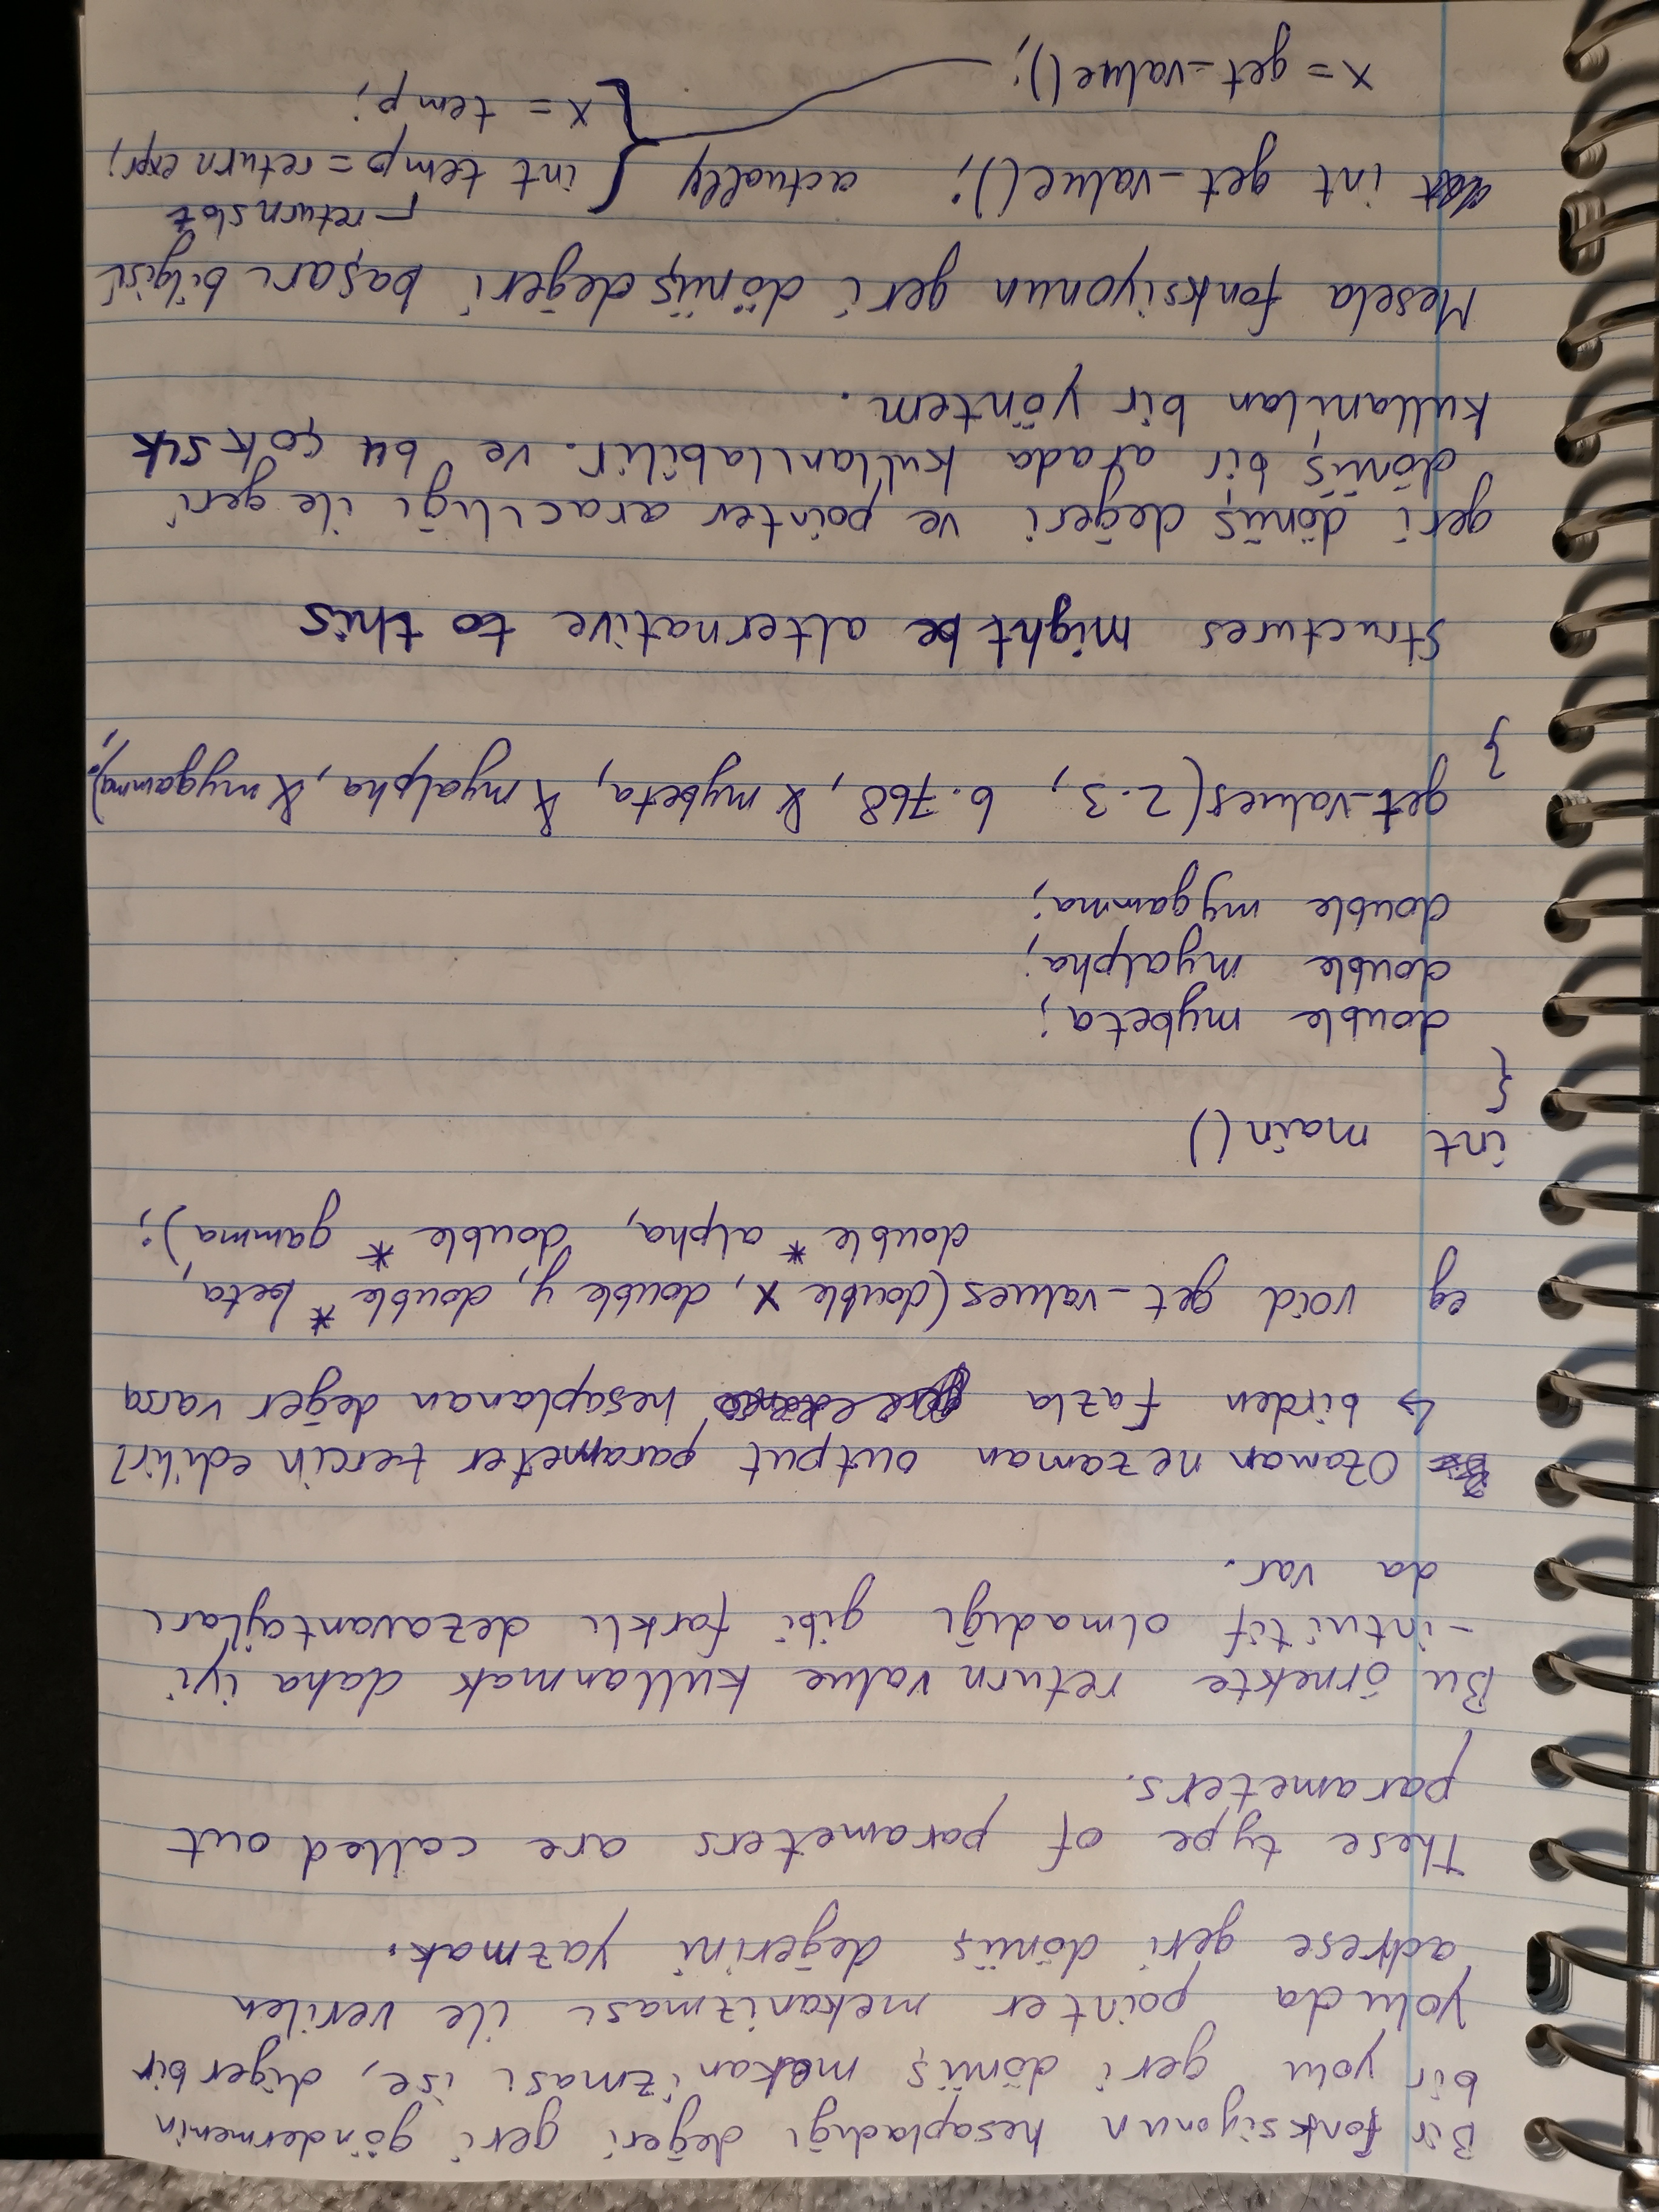 Bir fonksiyonun hesapladığı değeri geri göndermemin
bir yolu geri dönüş mekanizması ise, diğer bir
yolu da pointer mekanizması ile verilen
adrese geri dönüş değerini yazmak.
These type of parameters are called out
parameters.
Bu örnekte return value kullanmak daha iyi
-intuitif olmadığı gibi farklı dezavantajları
da var.
Ozaman nezaman output parameter tercin edilir?
↳ birden fazla hesaplanan değer varsa
eg void get_values(double x, double y, double * beta,
double * alpha, double * gamma);
int main()
{
double mybeta;
double myalpha;
double mygamma;
get_values(2.3, 6.768, & mybeta, & myalpha, & mygamma);
}
Structures might be alternative to this
geri dönüş değeri ve pointer aracılığı ile geri
dönüş bir arada kullanılabilir. ve bu çok sık
kullanılan bir yöntem.
Mesela fonksiyonun geri dönüş değeri başarı bilgisi
return slot
int get_value(); actually { int temp = return expr;
x = temp;
x = get_value();